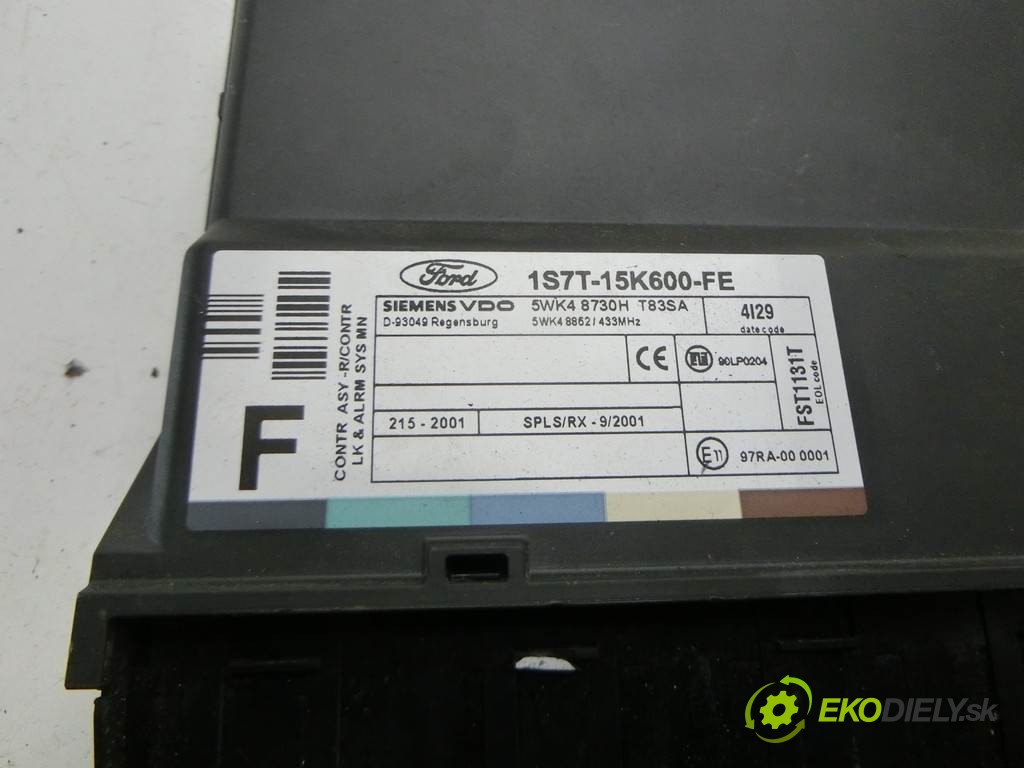 Ford
1S7T-15K600-FE
SIEMENS VDO 5WK4 8730H T83SA
D-93049 Regensburg 5WK4 8862 / 433MHz
4I29
date code
CE
90LP0204
FST1131T
EOL code
215 - 2001
SPLS/RX - 9/2001
E11
97RA-00 0001
F
CONTR ASY -R/CONTR
LK & ALRM SYS MN
EKODIELY.sk